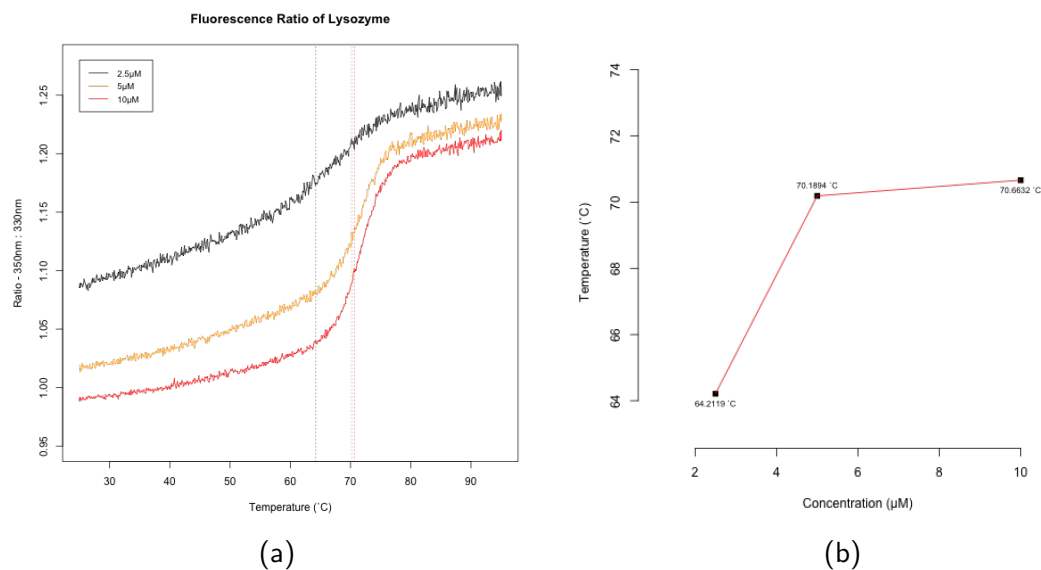 Fluorescence Ratio of Lysozyme
2.5µM
5µM
10µM
Ratio - 350nm : 330nm
0.95
1.00
1.05
1.10
1.15
1.20
1.25
30 40 50 60 70 80 90
Temperature (˚C)
(a)
Temperature (˚C)
74
72
70
68
66
64
70.1894 ˚C
70.6632 ˚C
64.2119 ˚C
2 4 6 8 10
Concentration (µM)
(b)